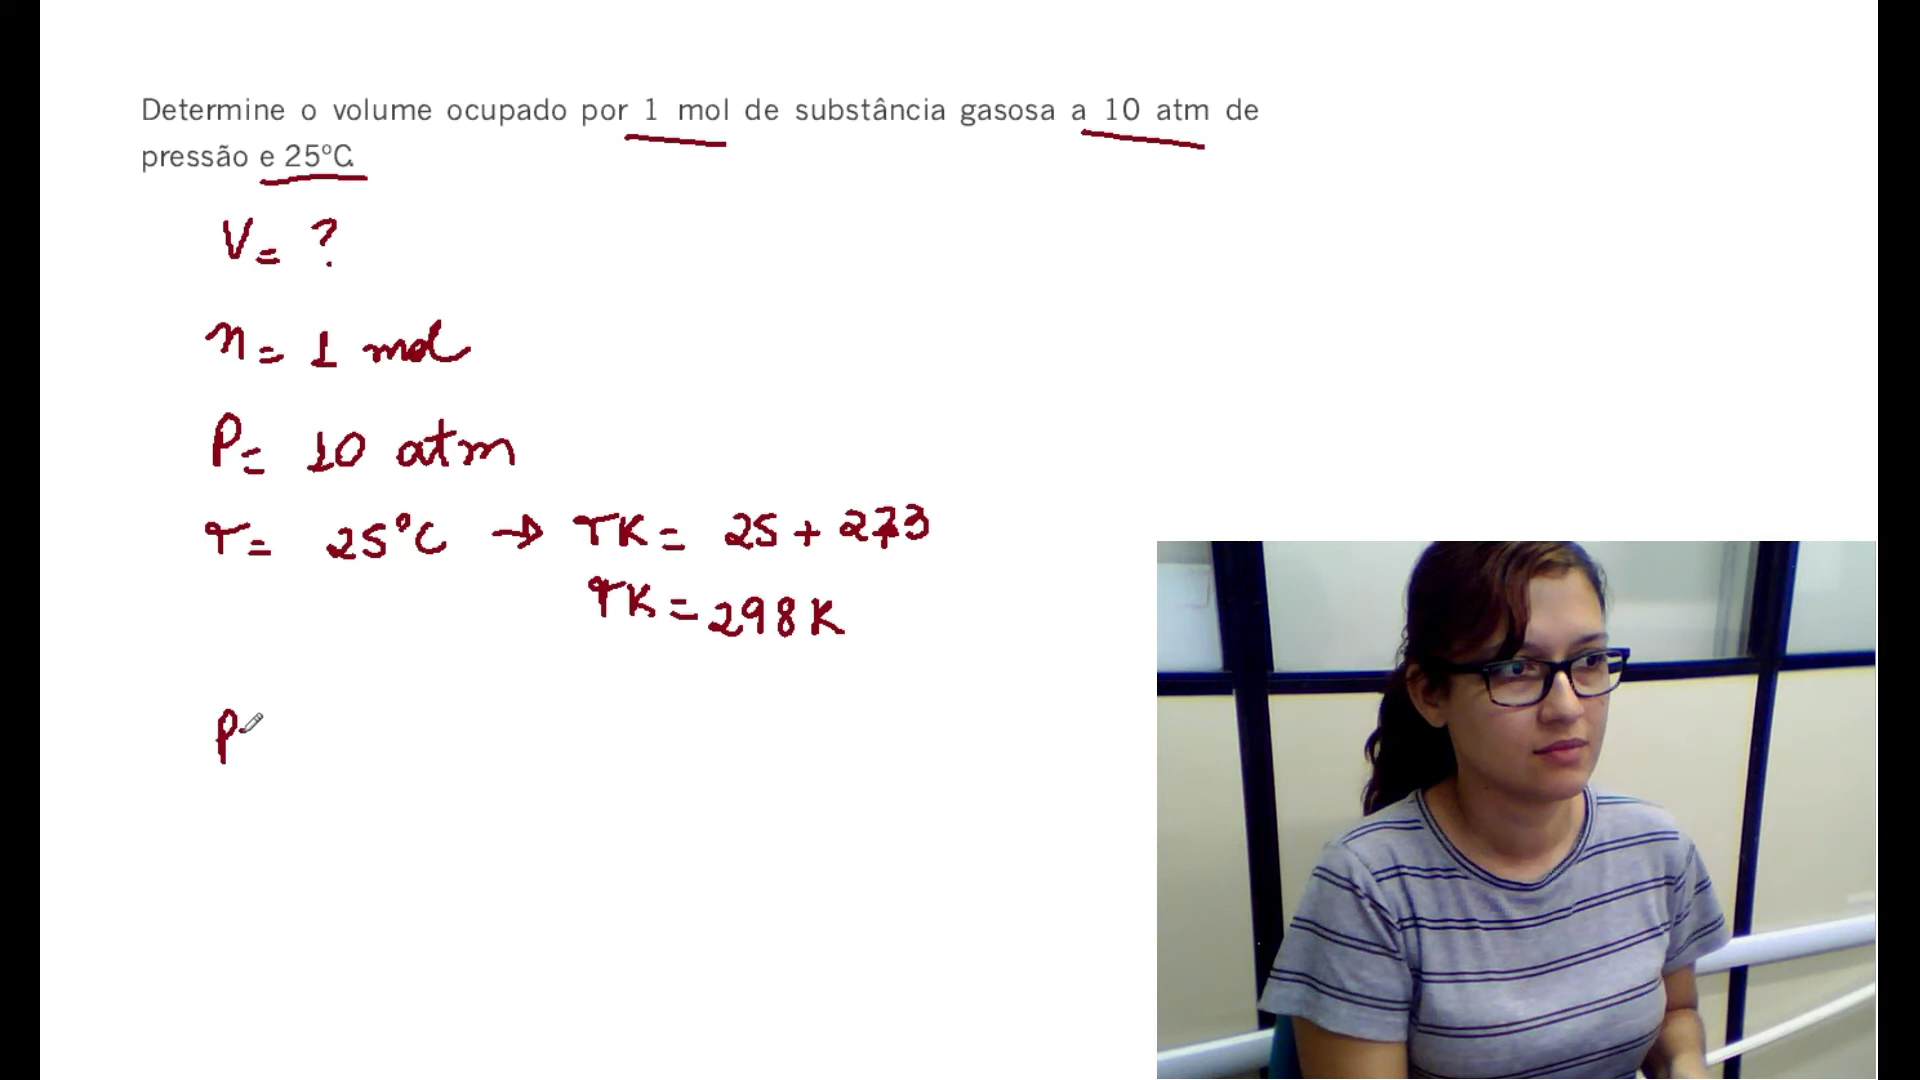 Determine o volume ocupado por 1 mol de substância gasosa a 10 atm de
pressão e 25ºC.
V= ?
n= 1 mol
P= 10 atm
T= 25°C → TK= 25 + 273
TK= 298K
P